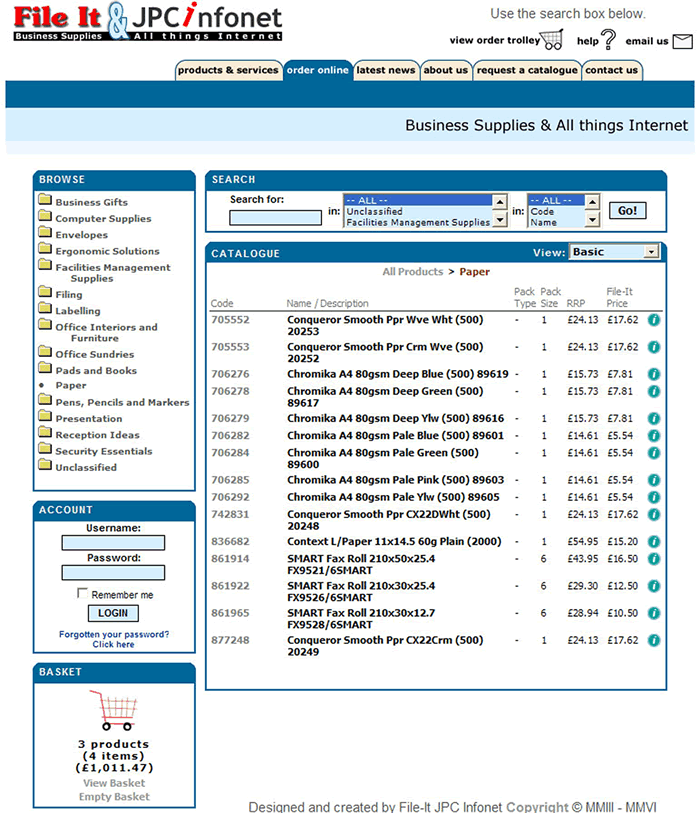 File It & JPC infonet
Business Supplies & All things Internet
Use the search box below.
view order trolley help ? email us
products & services order online latest news about us request a catalogue contact us
Business Supplies & All things Internet
BROWSE
Business Gifts
Computer Supplies
Envelopes
Ergonomic Solutions
Facilities Management
Supplies
Filing
Labelling
Office Interiors and
Furniture
Office Sundries
Pads and Books
Paper
Pens, Pencils and Markers
Presentation
Reception Ideas
Security Essentials
Unclassified
ACCOUNT
Username:
Password:
Remember me
LOGIN
Forgotten your password?
Click here
BASKET
3 products
(4 items)
(£1,011.47)
View Basket
Empty Basket
SEARCH
Search for:
in:
-- ALL --
Unclassified
Facilities Management Supplies
in:
-- ALL --
Code
Name
Go!
CATALOGUE View: Basic
All Products > Paper
Code Name / Description Pack Type Pack Size RRP File-It Price
705552 Conqueror Smooth Ppr Wve Wht (500) - 1 £24.13 £17.62 i
20253
705553 Conqueror Smooth Ppr Crm Wve (500) - 1 £24.13 £17.62 i
20252
706276 Chromika A4 80gsm Deep Blue (500) 89619 - 1 £15.73 £7.81 i
706278 Chromika A4 80gsm Deep Green (500) - 1 £15.73 £7.81 i
89617
706279 Chromika A4 80gsm Deep Ylw (500) 89616 - 1 £15.73 £7.81 i
706282 Chromika A4 80gsm Pale Blue (500) 89601 - 1 £14.61 £5.54 i
706284 Chromika A4 80gsm Pale Green (500) - 1 £14.61 £5.54 i
89600
706285 Chromika A4 80gsm Pale Pink (500) 89603 - 1 £14.61 £5.54 i
706292 Chromika A4 80gsm Pale Ylw (500) 89605 - 1 £14.61 £5.54 i
742831 Conqueror Smooth Ppr CX22DWht (500) - 1 £24.13 £17.62 i
20248
836682 Context L/Paper 11x14.5 60g Plain (2000) - 1 £54.95 £15.20 i
861914 SMART Fax Roll 210x50x25.4 - 6 £43.95 £16.50 i
FX9521/6SMART
861922 SMART Fax Roll 210x30x25.4 - 6 £29.30 £12.50 i
FX9526/6SMART
861965 SMART Fax Roll 210x30x12.7 - 6 £28.94 £10.50 i
FX9528/6SMART
877248 Conqueror Smooth Ppr CX22Crm (500) - 1 £24.13 £17.62 i
20249
Designed and created by File-It JPC Infonet Copyright © MMIII - MMVI